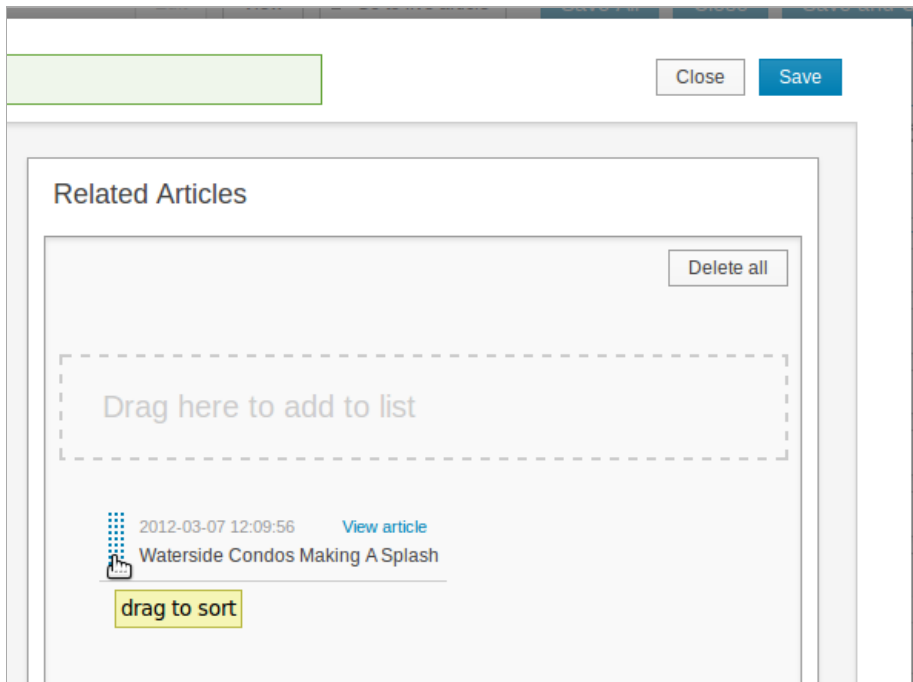 Close Save
Related Articles
Delete all
Drag here to add to list
2012-03-07 12:09:56 View article
Waterside Condos Making A Splash
drag to sort